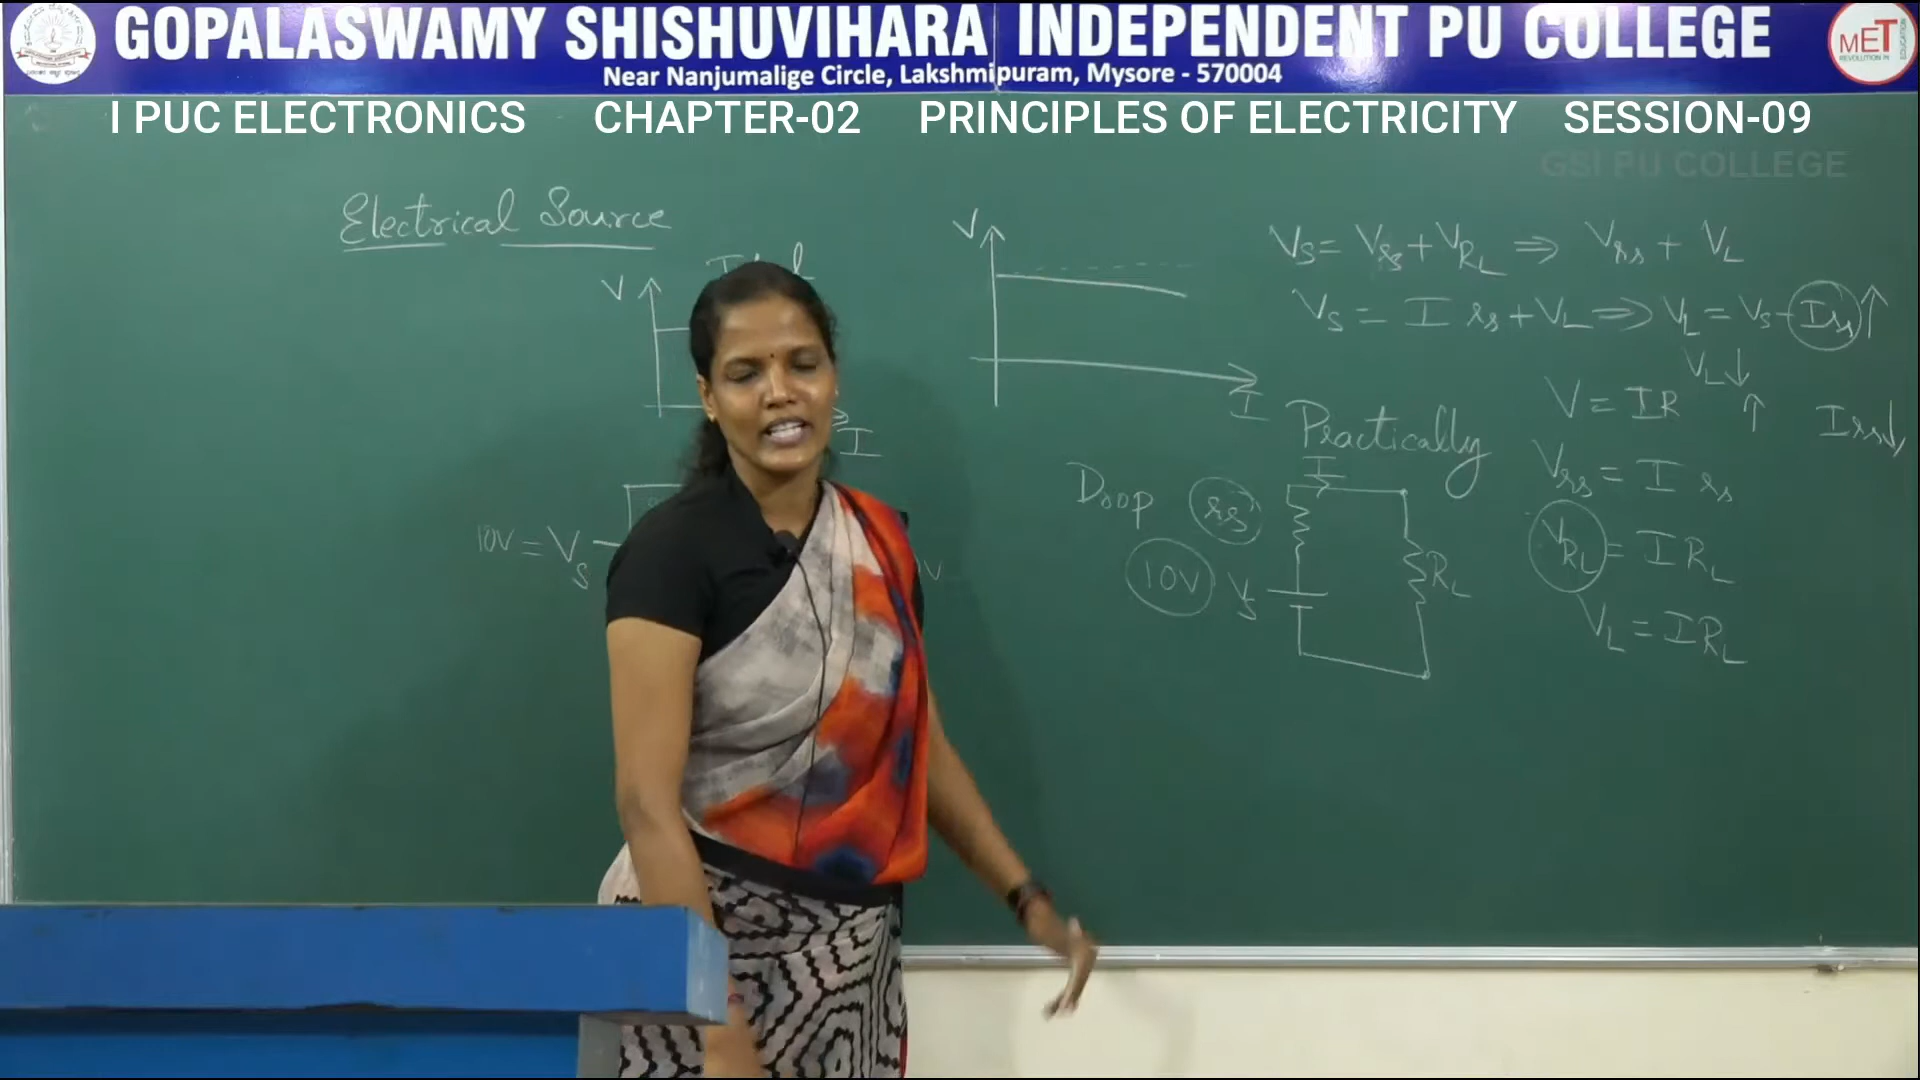 GOPALASWAMY SHISHUVIHARA INDEPENDENT PU COLLEGE
Near Nanjumalige Circle, Lakshmipuram, Mysore - 570004
MET
I PUC ELECTRONICS CHAPTER-02 PRINCIPLES OF ELECTRICITY SESSION-09
GSI PU COLLEGE
Electrical Source
V
I
10V = Vs
V
I
Vs = Vrs + VRL ⇒ Vrs + VL
Vs = I rs + VL ⇒ VL = Vs - Irs ↑
VL ↓
V = IR ↑
Irs ↓
Practically
I
Drop rs
10V Vs
RL
Vrs = I rs
VRL = IRL
VL = IRL